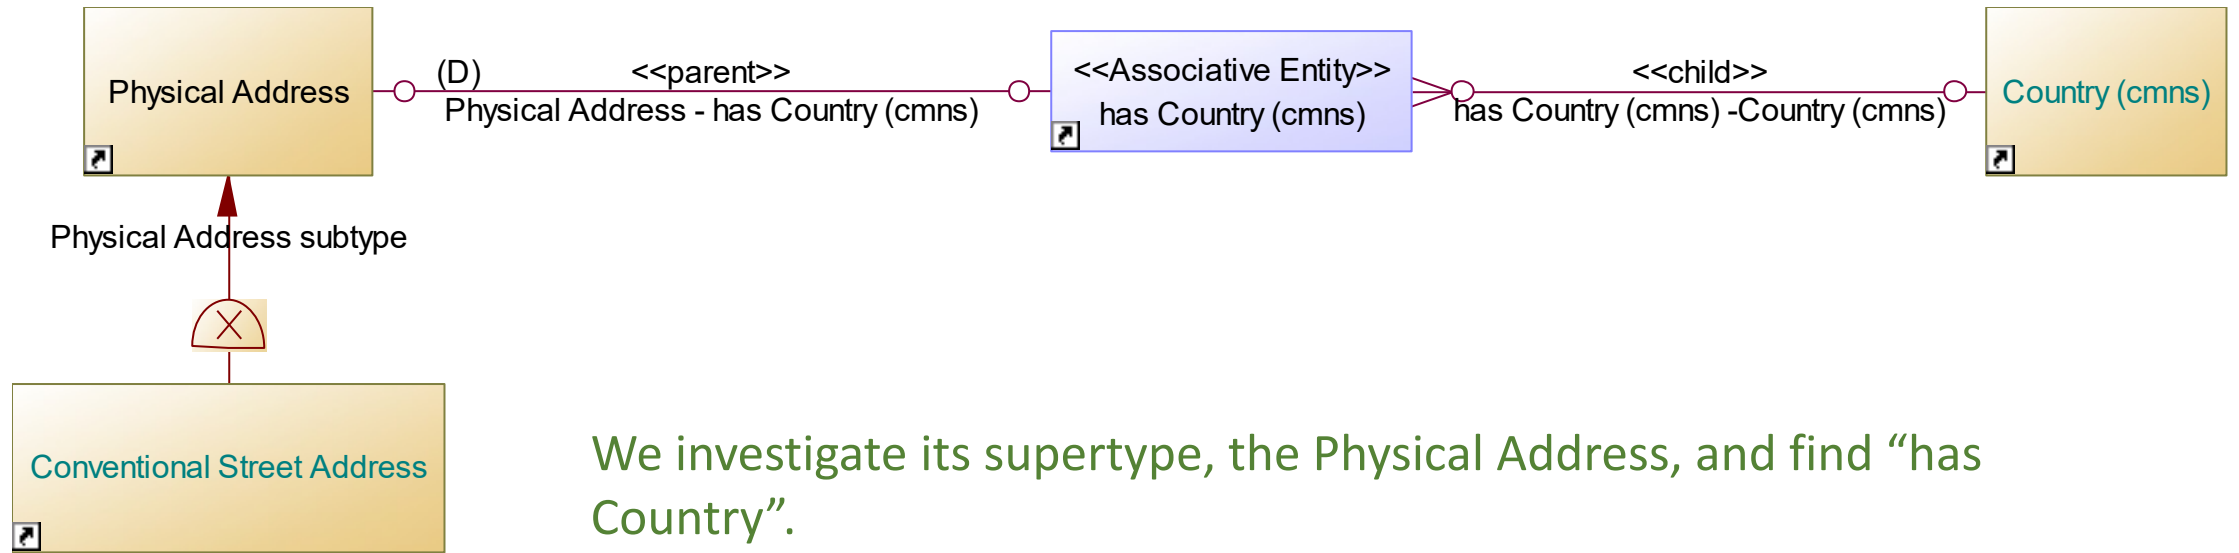 Physical Address
(D)
<<parent>>
Physical Address - has Country (cmns)
<<Associative Entity>>
has Country (cmns)
<<child>>
has Country (cmns) -Country (cmns)
Country (cmns)
Physical Address subtype
Conventional Street Address
We investigate its supertype, the Physical Address, and find “has
Country”.